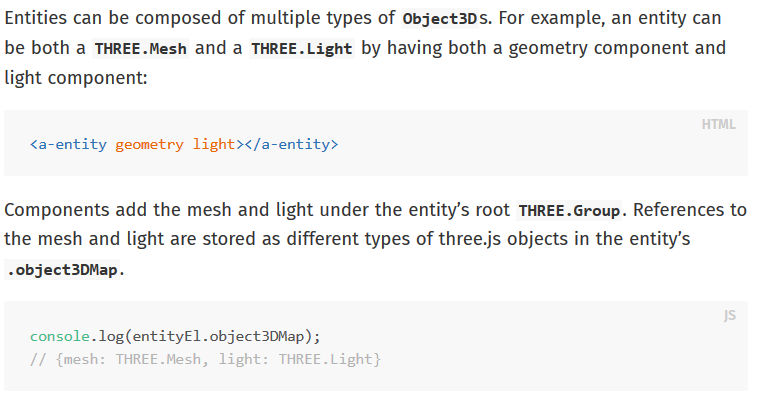 Entities can be composed of multiple types of Object3Ds. For example, an entity can
be both a THREE.Mesh and a THREE.Light by having both a geometry component and
light component:
HTML
<a-entity geometry light></a-entity>
Components add the mesh and light under the entity’s root THREE.Group. References to
the mesh and light are stored as different types of three.js objects in the entity’s
.object3DMap.
JS
console.log(entityEl.object3DMap);
// {mesh: THREE.Mesh, light: THREE.Light}